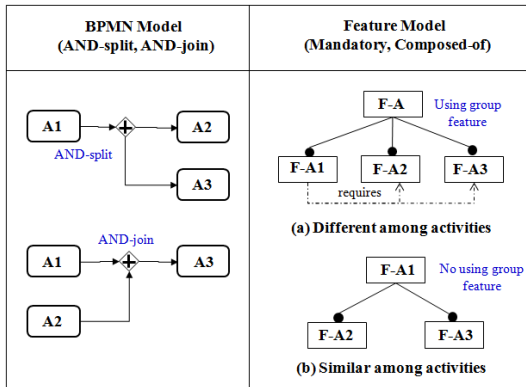 BPMN Model
(AND-split, AND-join)
Feature Model
(Mandatory, Composed-of)
A1
A2
AND-split
A3
AND-join
A1
A3
A2
F-A
Using group
feature
F-A1
F-A2
F-A3
requires
(a) Different among activities
F-A1
No using group
feature
F-A2
F-A3
(b) Similar among activities